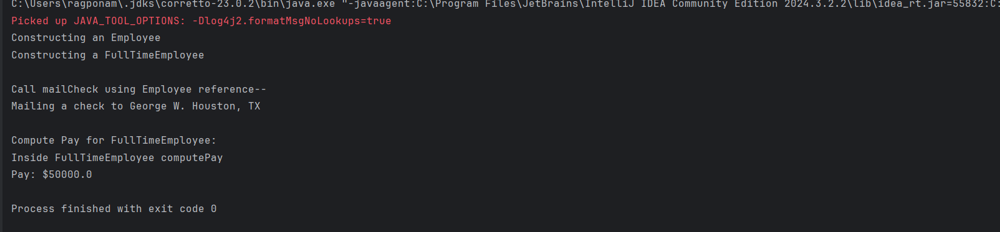 C:\Users\ragponam\.jdks\corretto-23.0.2\bin\java.exe "-javaagent:C:\Program Files\JetBrains\IntelliJ IDEA Community Edition 2024.3.2.2\lib\idea_rt.jar=55832:C:
Picked up JAVA_TOOL_OPTIONS: -Dlog4j2.formatMsgNoLookups=true
Constructing an Employee
Constructing a FullTimeEmployee
Call mailCheck using Employee reference--
Mailing a check to George W. Houston, TX
Compute Pay for FullTimeEmployee:
Inside FullTimeEmployee computePay
Pay: $50000.0
Process finished with exit code 0